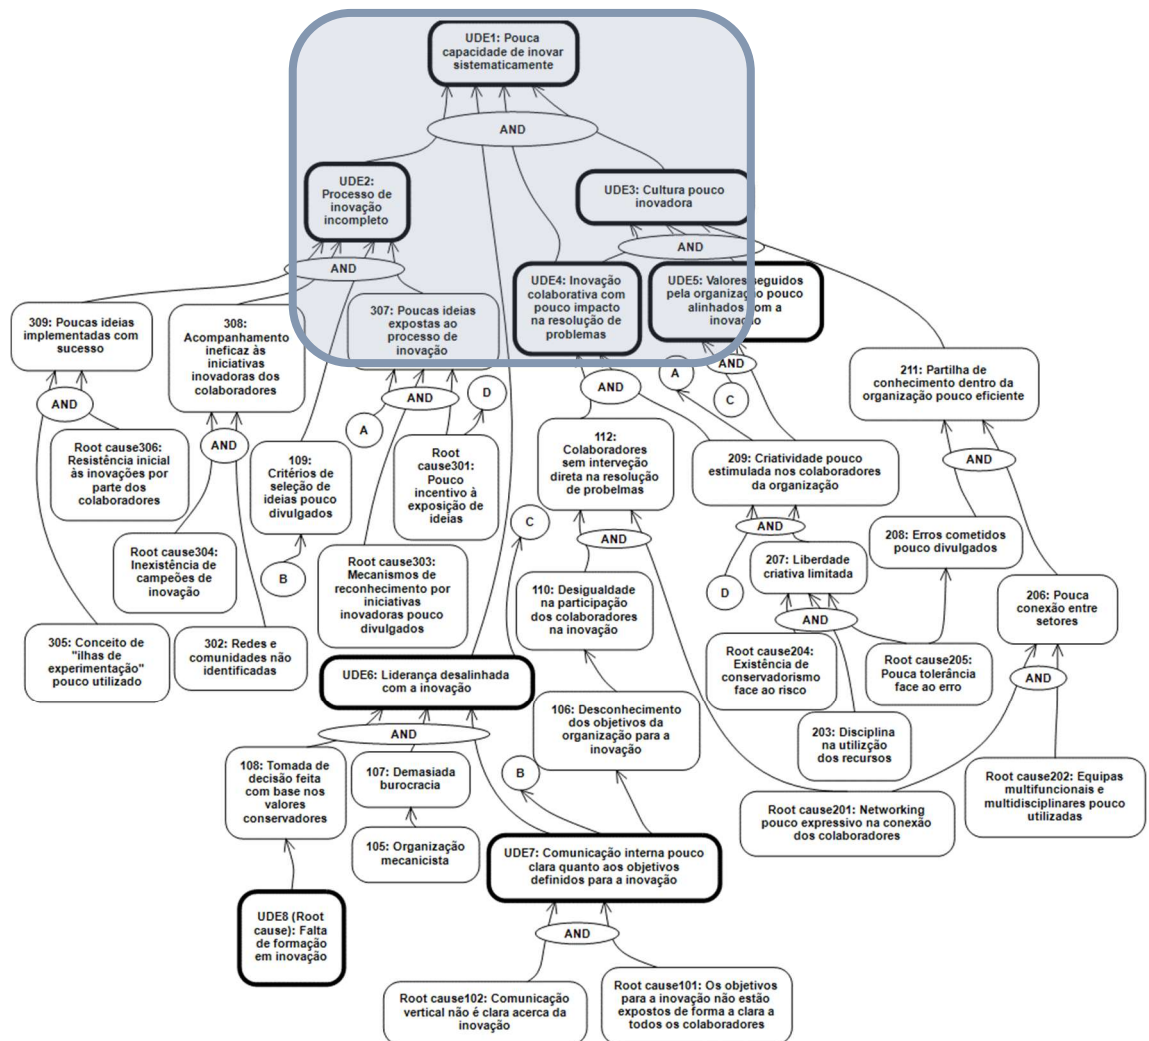 UDE1: Pouca
capacidade de inovar
sistematicamente
AND
UDE2:
Processo de
inovação
incompleto
UDE3: Cultura pouco
inovadora
AND
AND
UDE4: Inovação
colaborativa com
pouco impacto
na resolução de
problemas
UDE5: Valores seguidos
pela organização pouco
alinhados com a
inovação
309: Poucas ideias
implementadas com
sucesso
308:
Acompanhamento
ineficaz às
iniciativas
inovadoras dos
colaboradores
307: Poucas ideias
expostas ao
processo de
inovação
211: Partilha de
conhecimento dentro da
organização pouco eficiente
AND
A
AND
C
AND
AND
D
A
AND
Root cause306:
Resistência inicial
às inovações por
parte dos
colaboradores
109:
Critérios de
seleção de
ideias pouco
divulgados
Root
cause301:
Pouco
incentivo à
exposição de
ideias
112:
Colaboradores
sem interveção
direta na resolução
de probelmas
209: Criatividade pouco
estimulada nos colaboradores
da organização
AND
C
AND
AND
208: Erros cometidos
pouco divulgados
Root cause304:
Inexistência de
campeões de
inovação
B
Root cause303:
Mecanismos de
reconhecimento por
iniciativas
inovadoras pouco
divulgados
110: Desigualdade
na participação
dos colaboradores
na inovação
D
207: Liberdade
criativa limitada
206: Pouca
conexão entre
setores
AND
305: Conceito de
"ilhas de
experimentação"
pouco utilizado
302: Redes e
comunidades não
identificadas
UDE6: Liderança desalinhada
com a inovação
Root cause204:
Existência de
conservadorismo
face ao risco
Root cause205:
Pouca tolerância
face ao erro
AND
106: Desconhecimento
dos objetivos da
organização para a
inovação
203: Disciplina
na utilizção
dos recursos
AND
108: Tomada de
decisão feita
com base nos
valores
conservadores
107: Demasiada
burocracia
B
Root cause201: Networking
pouco expressivo na conexão
dos colaboradores
Root cause202: Equipas
multifuncionais e
multidisciplinares pouco
utilizadas
105: Organização
mecanicista
UDE7: Comunicação interna pouco
clara quanto aos objetivos
definidos para a inovação
UDE8 (Root
cause): Falta
de formação
em inovação
AND
Root cause102: Comunicação
vertical não é clara acerca da
inovação
Root cause101: Os objetivos
para a inovação não estão
expostos de forma a clara a
todos os colaboradores